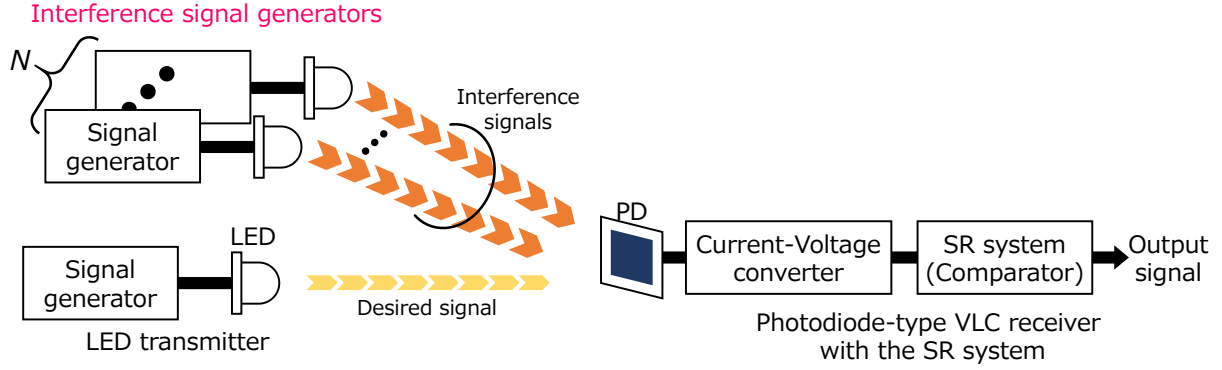 Interference signal generators
N
Signal
generator
Interference
signals
LED
Signal
generator
LED transmitter
Desired signal
PD
Current-Voltage
converter
SR system
(Comparator)
Output
signal
Photodiode-type VLC receiver
with the SR system